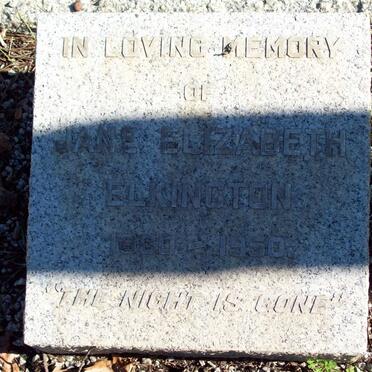 IN LOVING MEMORY
OF
JANE ELIZABETH
ELKINGTON
- 1950.
"THE NIGHT IS GONE"